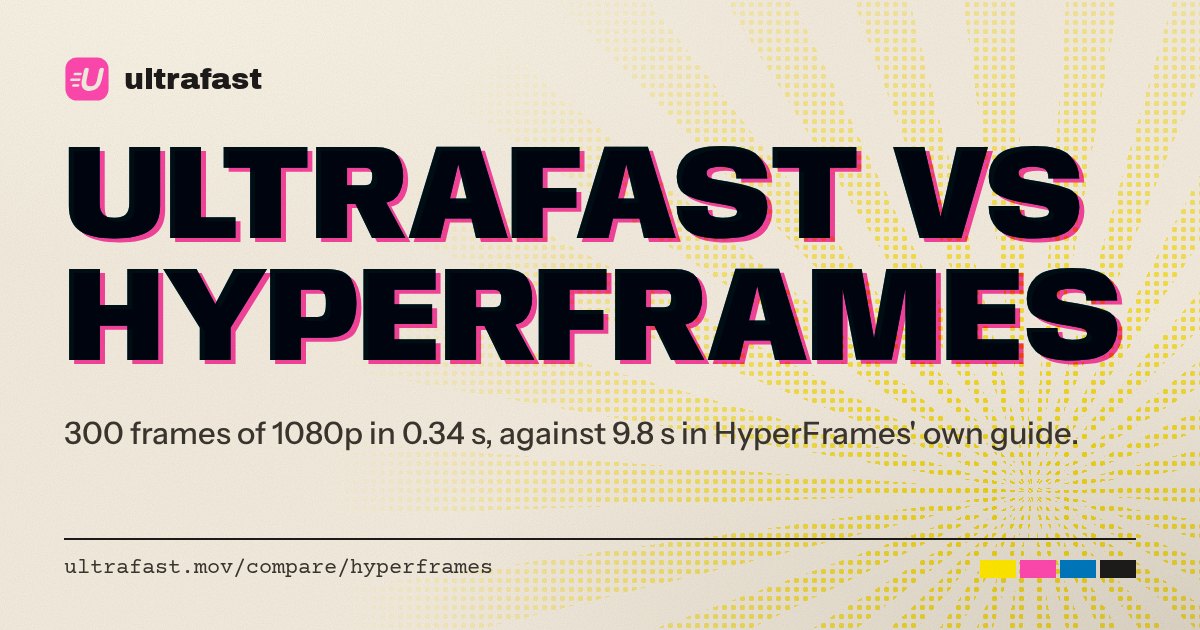 U
ultrafast
ULTRAFAST VS
HYPERFRAMES
300 frames of 1080p in 0.34 s, against 9.8 s in HyperFrames' own guide.
ultrafast.mov/compare/hyperframes